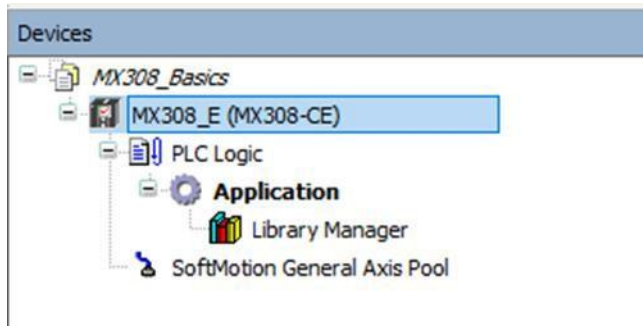 Devices
MX308_Basics
MX308_E (MX308-CE)
PLC Logic
Application
Library Manager
SoftMotion General Axis Pool